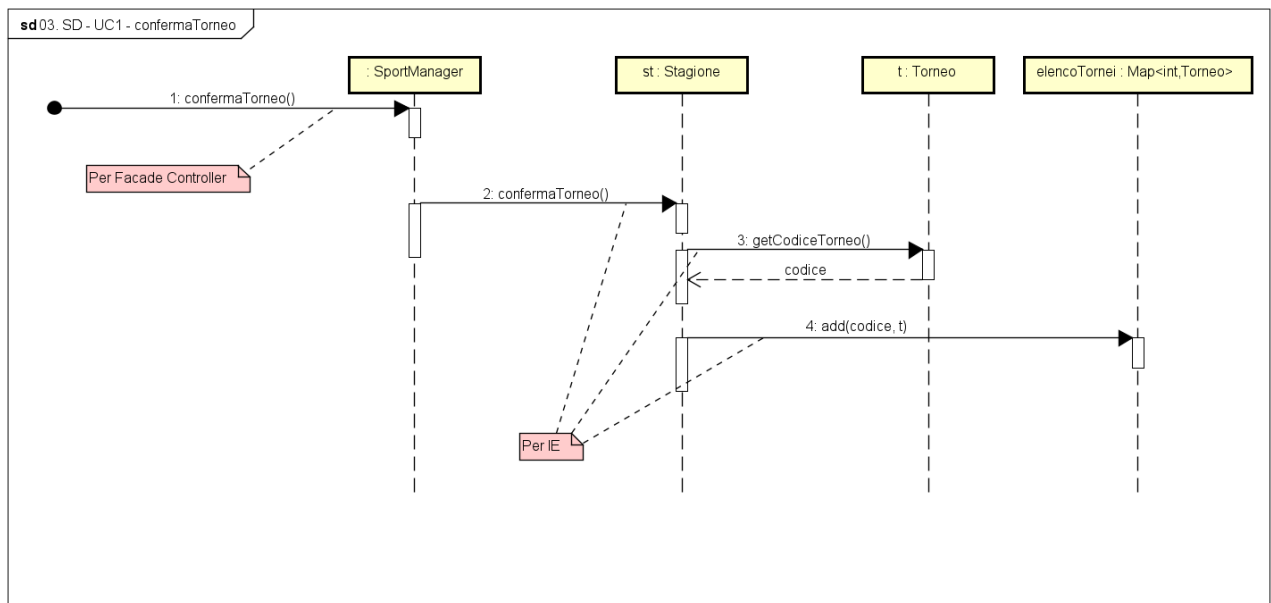 sd 03. SD - UC1 - confermaTorneo
: SportManager
st : Stagione
t : Torneo
elencoTornei : Map<int,Torneo>
1: confermaTorneo()
Per Facade Controller
2: confermaTorneo()
3: getCodiceTorneo()
codice
4: add(codice, t)
Per IE